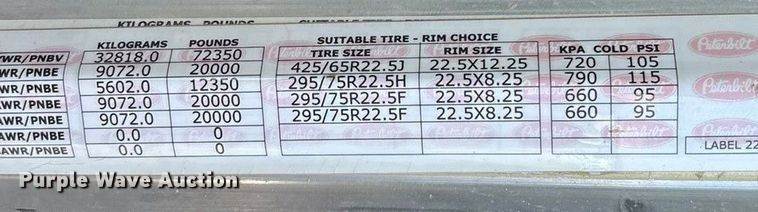 KILOGRAMS POUNDS
SUITABLE TIRE - RIM CHOICE
KILOGRAMS POUNDS
VWR/PNBV 32818.0 72350 TIRE SIZE RIM SIZE KPA COLD PSI
WR/PNBE 9072.0 20000 425/65R22.5J 22.5X12.25 720 105
WR/PNBE 5602.0 12350 295/75R22.5H 22.5X8.25 790 115
WR/PNBE 9072.0 20000 295/75R22.5F 22.5X8.25 660 95
AWR/PNBE 9072.0 20000 295/75R22.5F 22.5X8.25 660 95
AWR/PNBE 0.0 0
AWR/PNBE 0.0 0
Peterbilt
Peterbilt
LABEL 22
Purple Wave Auction